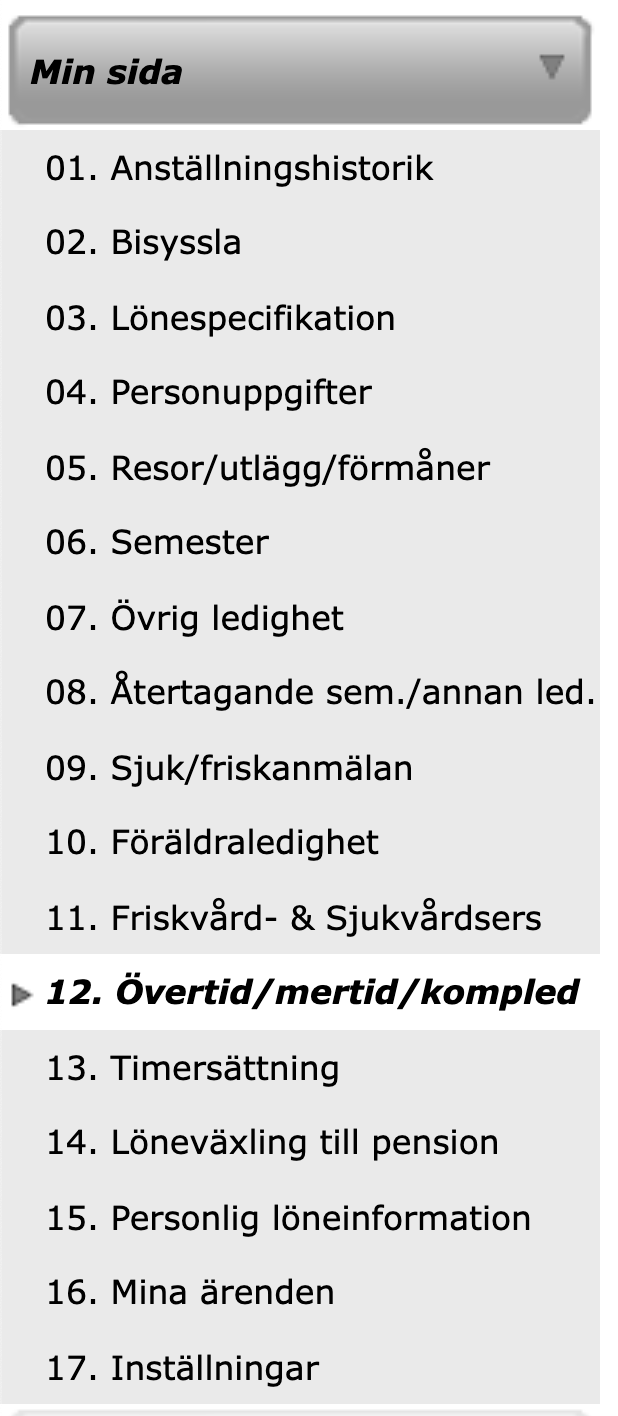 Min sida
01. Anställningshistorik
02. Bisyssla
03. Lönespecifikation
04. Personuppgifter
05. Resor/utlägg/förmåner
06. Semester
07. Övrig ledighet
08. Återtagande sem./annan led.
09. Sjuk/friskanmälan
10. Föräldraledighet
11. Friskvård- & Sjukvårdsers
12. Övertid/mertid/kompled
13. Timersättning
14. Löneväxling till pension
15. Personlig löneinformation
16. Mina ärenden
17. Inställningar